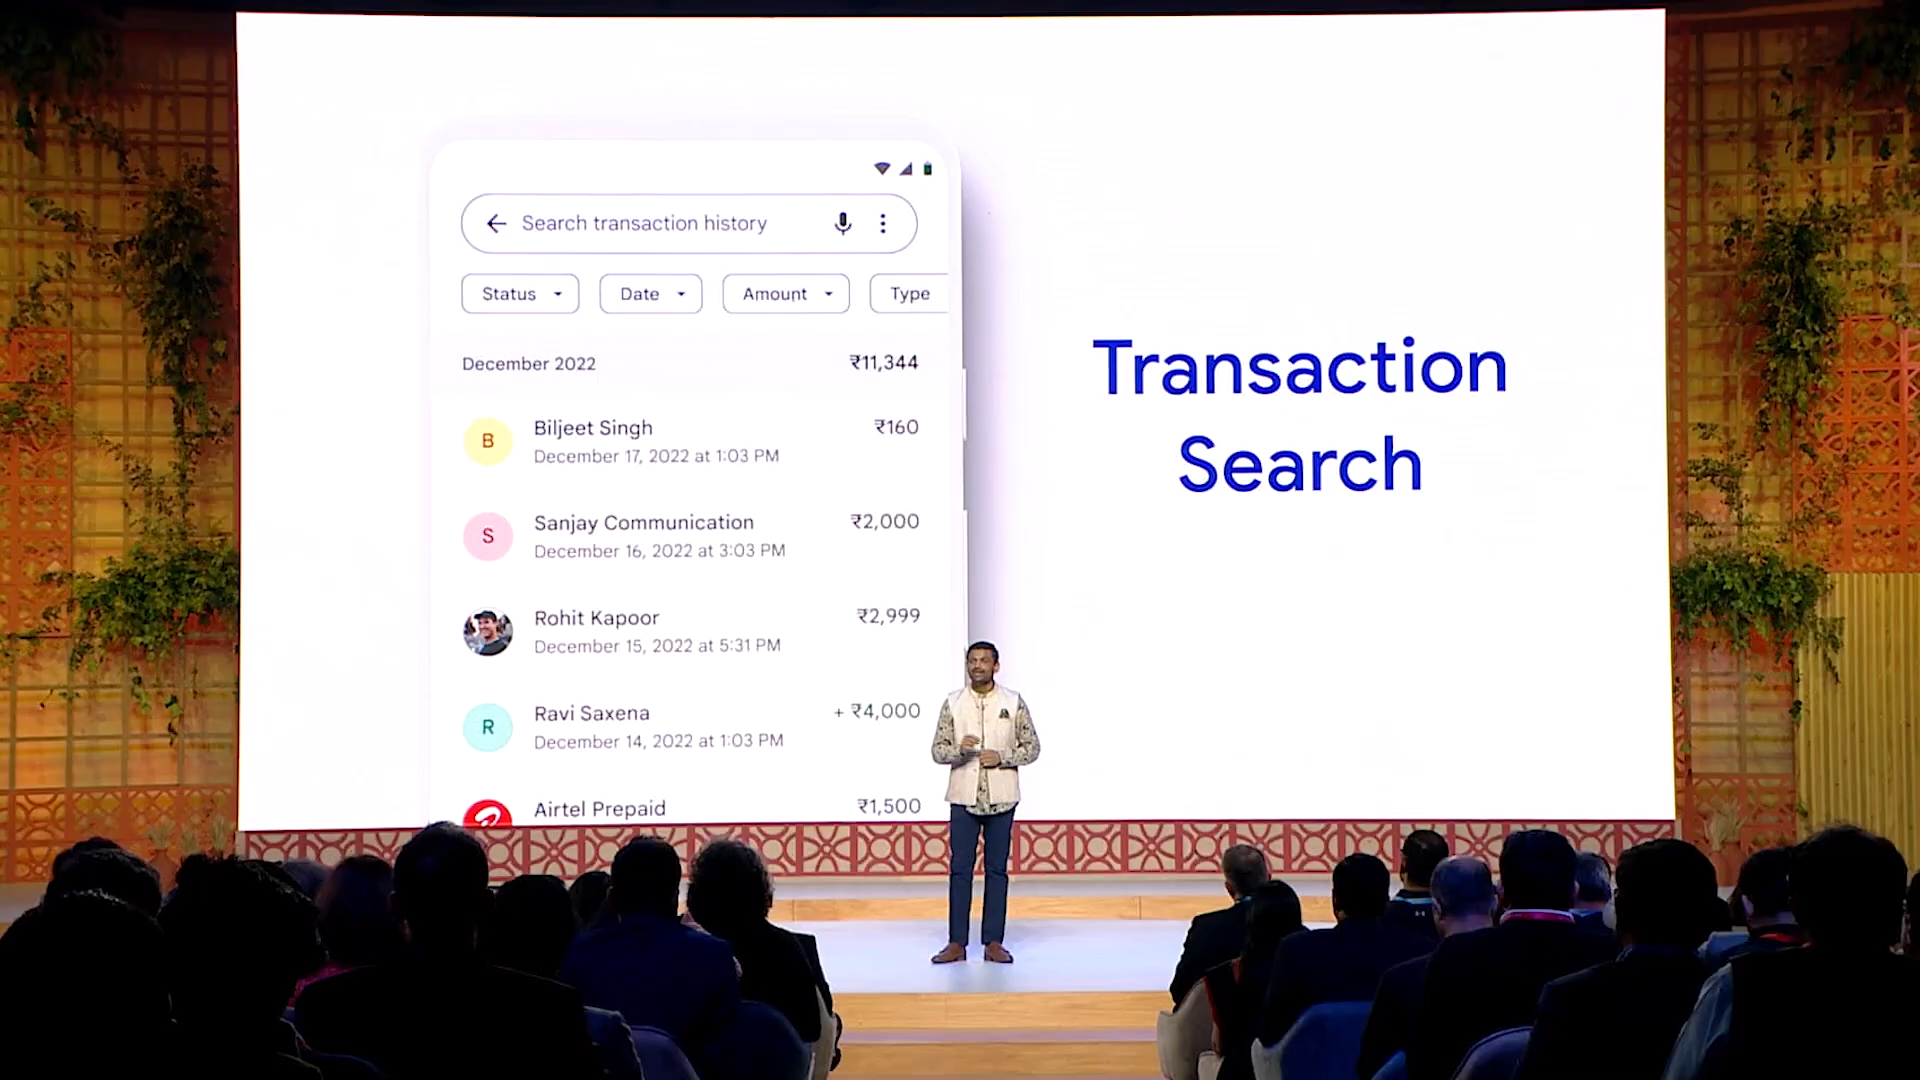 Search transaction history
Status Date Amount Type
December 2022 ₹11,344
B Biljeet Singh ₹160
December 17, 2022 at 1:03 PM
S Sanjay Communication ₹2,000
December 16, 2022 at 3:03 PM
Rohit Kapoor ₹2,999
December 15, 2022 at 5:31 PM
R Ravi Saxena + ₹4,000
December 14, 2022 at 1:03 PM
Airtel Prepaid ₹1,500
Transaction
Search